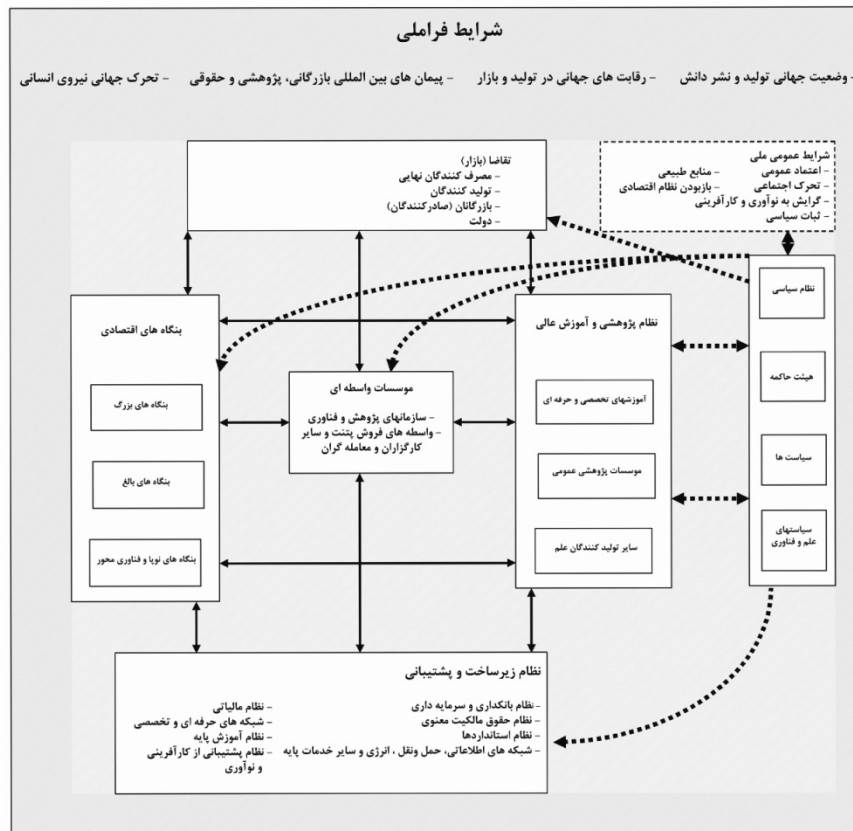 شرایط فراملی
- وضعیت جهانی تولید و نشر دانش - رقابت های جهانی در تولید و بازار - پیمان های بین المللی بازرگانی، پژوهشی و حقوقی - تحرک جهانی نیروی انسانی
شرایط عمومی ملی
- اعتماد عمومی - منابع طبیعی
- تحرک اجتماعی - بازبودن نظام اقتصادی
- گرایش به نوآوری و کارآفرینی
- ثبات سیاسی
تقاضا (بازار)
- مصرف کنندگان نهایی
- تولید کنندگان
- بازرگانان (صادرکنندگان)
- دولت
نظام سیاسی
هیئت حاکمه
سیاست ها
سیاستهای
علم و فناوری
نظام پژوهشی و آموزش عالی
آموزشهای تخصصی و حرفه ای
موسسات پژوهشی عمومی
سایر تولید کنندگان علم
موسسات واسطه ای
- سازمانهای پژوهش و فناوری
- واسطه های فروش پتنت و سایر
کارگزاران و معامله گران
بنگاه های اقتصادی
بنگاه های بزرگ
بنگاه های بالغ
بنگاه های نوپا و فناوری محور
نظام زیرساخت و پشتیبانی
- نظام بانکداری و سرمایه داری
- نظام حقوق مالکیت معنوی
- نظام استانداردها
- شبکه های اطلاعاتی، حمل ونقل ، انرژی و سایر خدمات پایه
- نظام مالیاتی
- شبکه های حرفه ای و تخصصی
- نظام آموزش پایه
- نظام پشتیبانی از کارآفرینی
و نوآوری